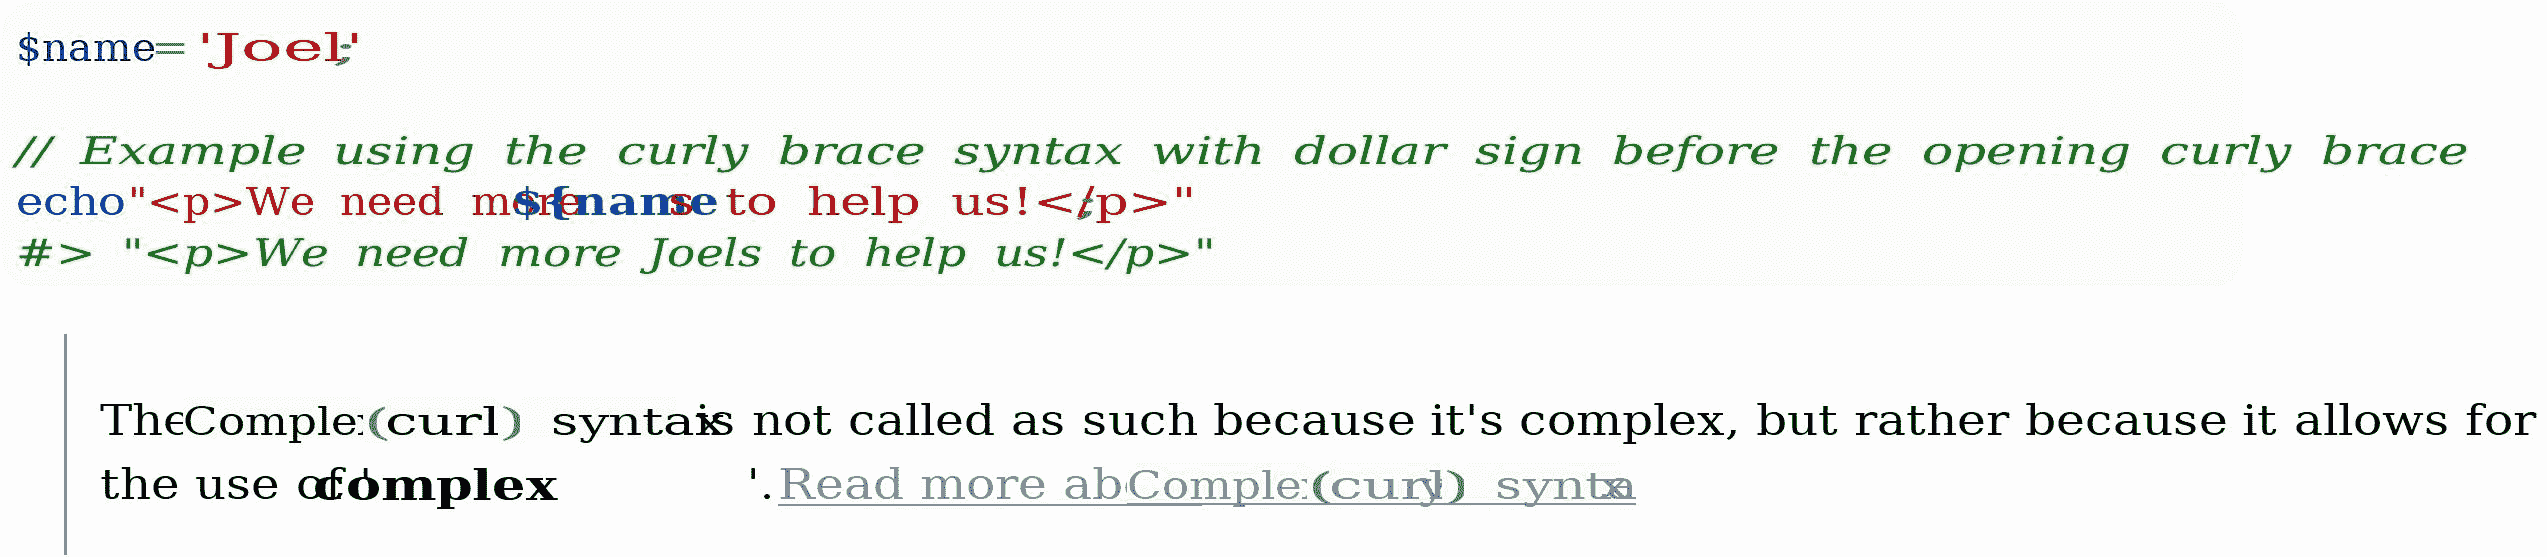 $name= 'Joel';
// Example using the curly brace syntax with dollar sign before the opening curly brace
echo"<p>We need more ${name s to help us!</p>";
#> "<p>We need more Joels to help us!</p>"
The Complex (curl) syntax is not called as such because it's complex, but rather because it allows for
the use of 'complex '. Read more Complex (curly) syntax